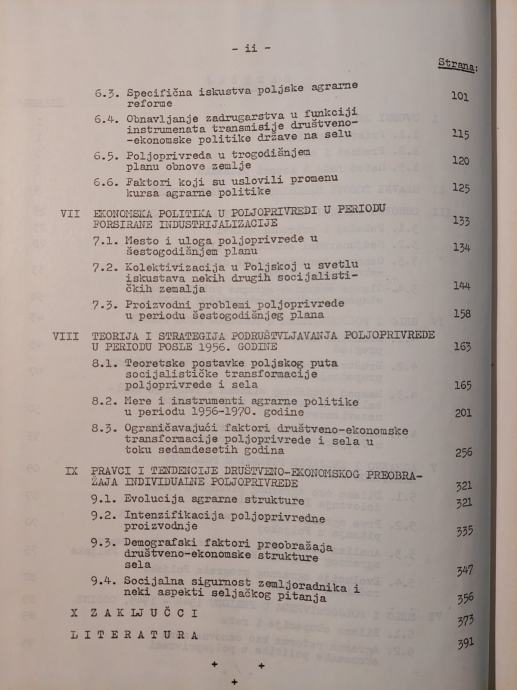 - ii -
Strana:
6.3. Specifična iskustva poljske agrarne
reforme 101
6.4. Obnavljanje zadrugarstva u funkciji
instrumenata transmisije društveno-
-ekonomske politike države na selu 115
6.5. Poljoprivreda u trogodišnjem
planu obnove zemlje 120
6.6. Faktori koji su uslovili promenu
kursa agrarne politike 125
VII EKONOMSKA POLITIKA U POLJOPRIVREDI U PERIODU
FORSIRANE INDUSTRIJALIZACIJE 133
7.1. Mesto i uloga poljoprivrede u
šestogodišnjem planu 134
7.2. Kolektivizacija u Poljskoj u svetlu
iskustava nekih drugih socijalisti-
čkih zemalja 144
7.3. Proizvodni problemi poljoprivrede
u periodu šestogodišnjeg plana 158
VIII TEORIJA I STRATEGIJA PODRUŠTVLJAVANJA POLJOPRIVREDE
U PERIODU POSLE 1956. GODINE 163
8.1. Teoretske postavke poljskog puta
socijalističke transformacije
poljoprivrede i sela 165
8.2. Mere i instrumenti agrarne politike
u periodu 1956-1970. godine 201
8.3. Ograničavajući faktori društveno-ekonomske
transformacije poljoprivrede i sela u
toku sedamdesetih godina 256
IX PRAVCI I TENDENCIJE DRUŠTVENO-EKONOMSKOG PREOBRA-
ŽAJA INDIVIDUALNE POLJOPRIVREDE 321
9.1. Evolucija agrarne strukture 321
9.2. Intenzifikacija poljoprivredne
proizvodnje 335
9.3. Demografski faktori preobražaja
društveno-ekonomske strukture
sela 347
9.4. Socijalna sigurnost zemljoradnika i
neki aspekti seljačkog pitanja 356
X Z A K L J U Č C I 373
L I T E R A T U R A 391
+ +
+